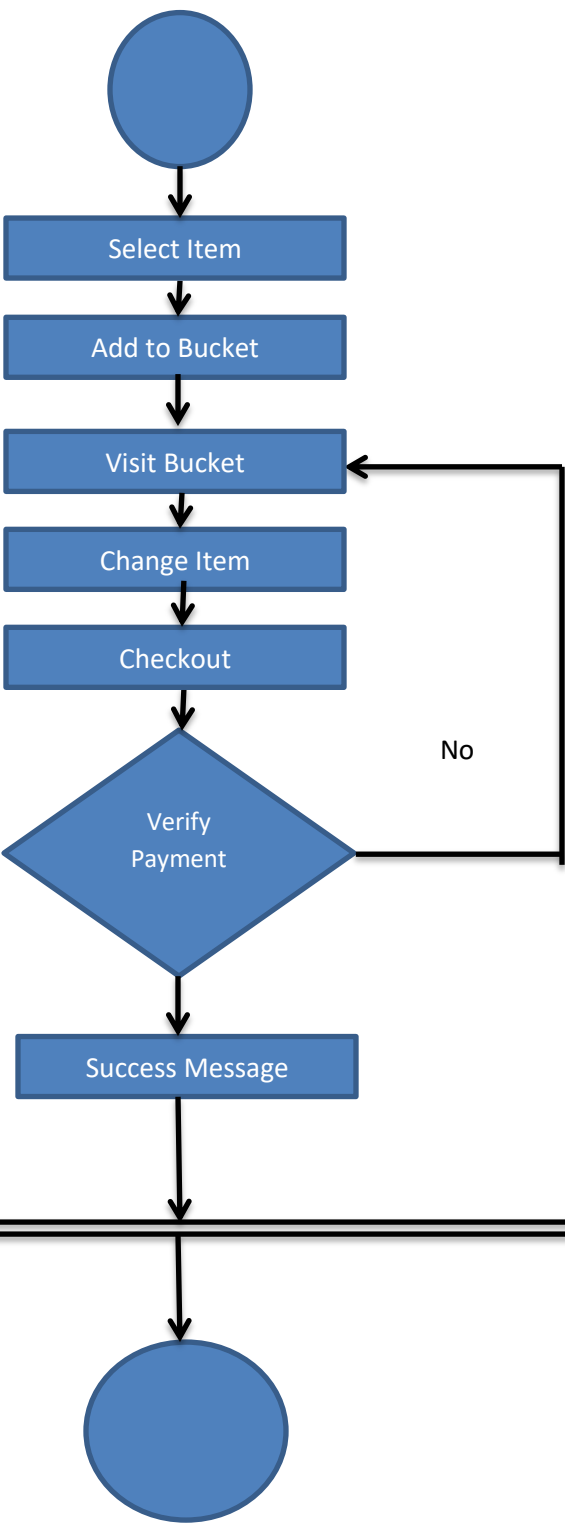 Select Item
Add to Bucket
Visit Bucket
Change Item
Checkout
No
Verify
Payment
Success Message